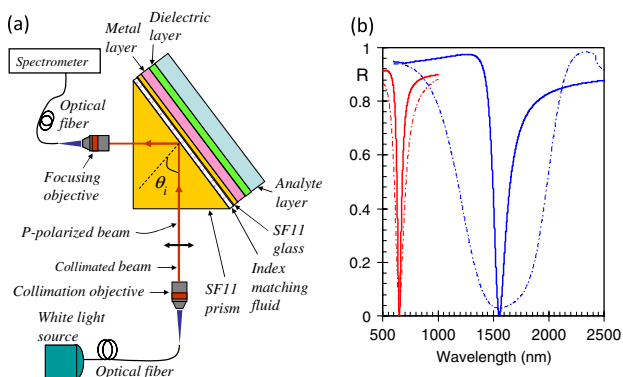 (a)
Metal
layer
Dielectric
layer
Spectrometer
Optical
fiber
Focusing
objective
θi
Analyte
layer
P-polarized
beam
SF11
glass
Collimated beam
Index
matching
fluid
SF11
prism
Collimation objective
White light
source
Optical fiber
(b)
R
1
0.8
0.6
0.4
0.2
0
500
1000
1500
2000
2500
Wavelength (nm)